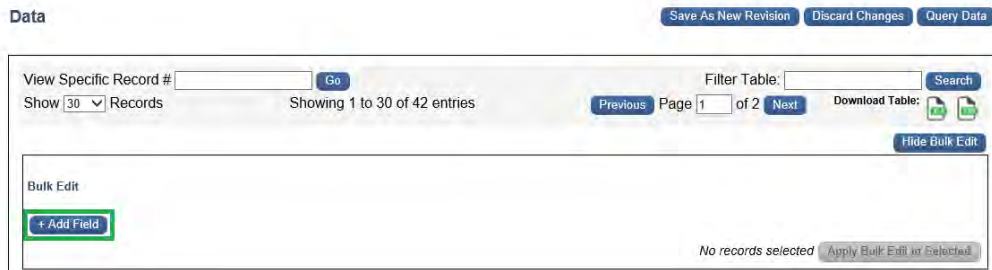 Data Save As New Revision Discard Changes Query Data
View Specific Record # Go Filter Table: Search
Show 30 Records Showing 1 to 30 of 42 entries Previous Page 1 of 2 Next Download Table:
Hide Bulk Edit
Bulk Edit
+ Add Field
No records selected Apply Bulk Edit to Selected